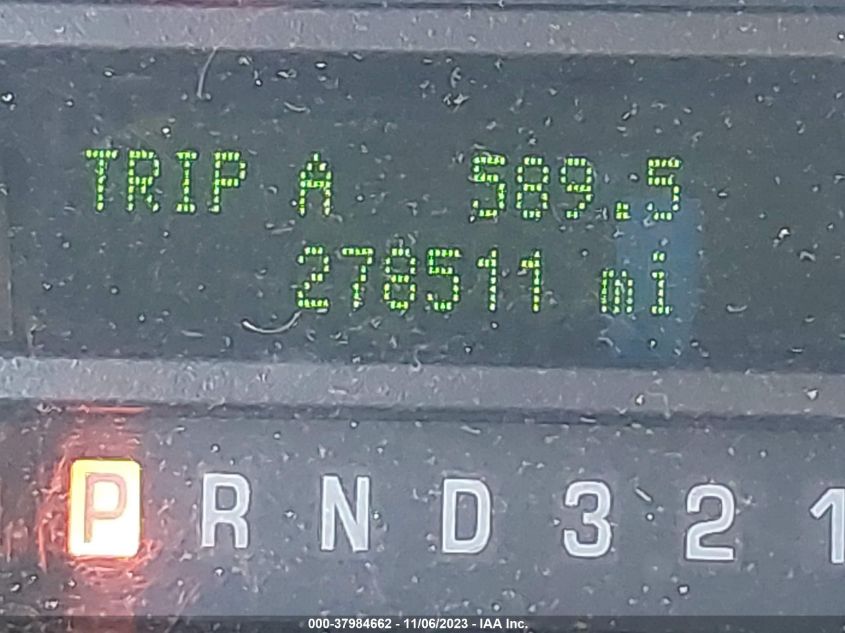 TRIP A 589.5
278511 mi
P R N D 3 2 1
000-37984662 - 11/06/2023 - IAA Inc.